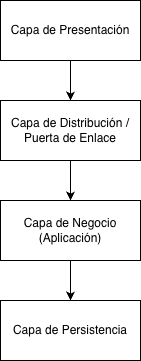 Capa de Presentación
Capa de Distribución /
Puerta de Enlace
Capa de Negocio
(Aplicación)
Capa de Persistencia